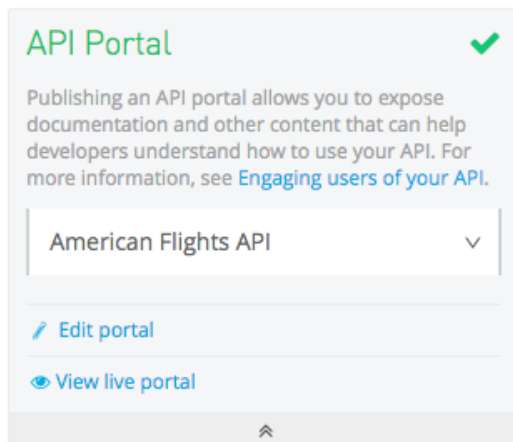 API Portal
Publishing an API portal allows you to expose
documentation and other content that can help
developers understand how to use your API. For
more information, see Engaging users of your API.
American Flights API
Edit portal
View live portal